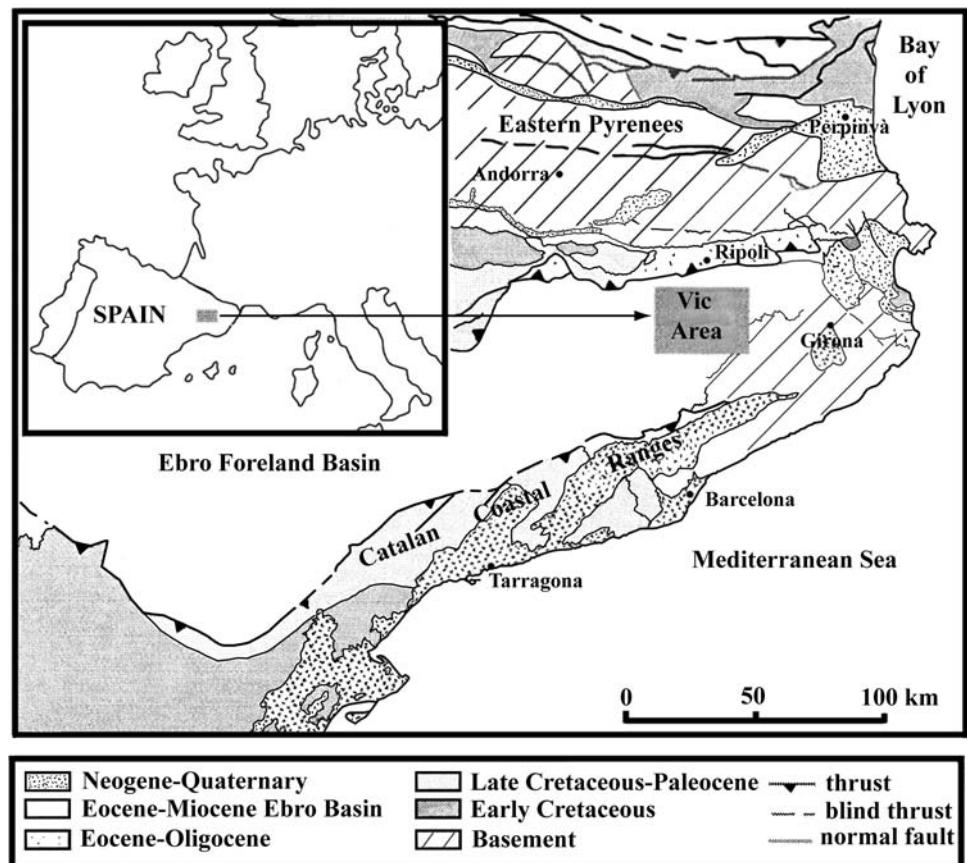 Bay
of
Lyon
Eastern Pyrenees
Perpinyà
Andorra
Ripoli
SPAIN
Vic
Area
Girona
Ebro Foreland Basin
Ranges
Coastal
Catalan
Barcelona
Mediterranean Sea
Tarragona
0 50 100 km
Neogene-Quaternary
Eocene-Miocene Ebro Basin
Eocene-Oligocene
Late Cretaceous-Paleocene
Early Cretaceous
Basement
thrust
blind thrust
normal fault